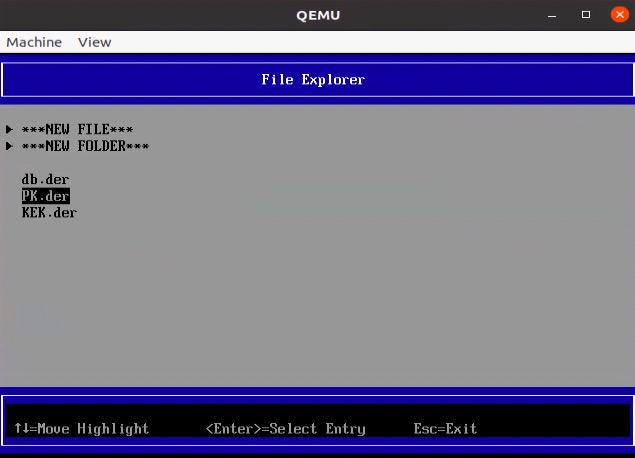 QEMU
Machine View
File Explorer
▶ ***NEW FILE***
▶ ***NEW FOLDER***
db.der
PK.der
KEK.der
↑↓=Move Highlight <Enter>=Select Entry Esc=Exit